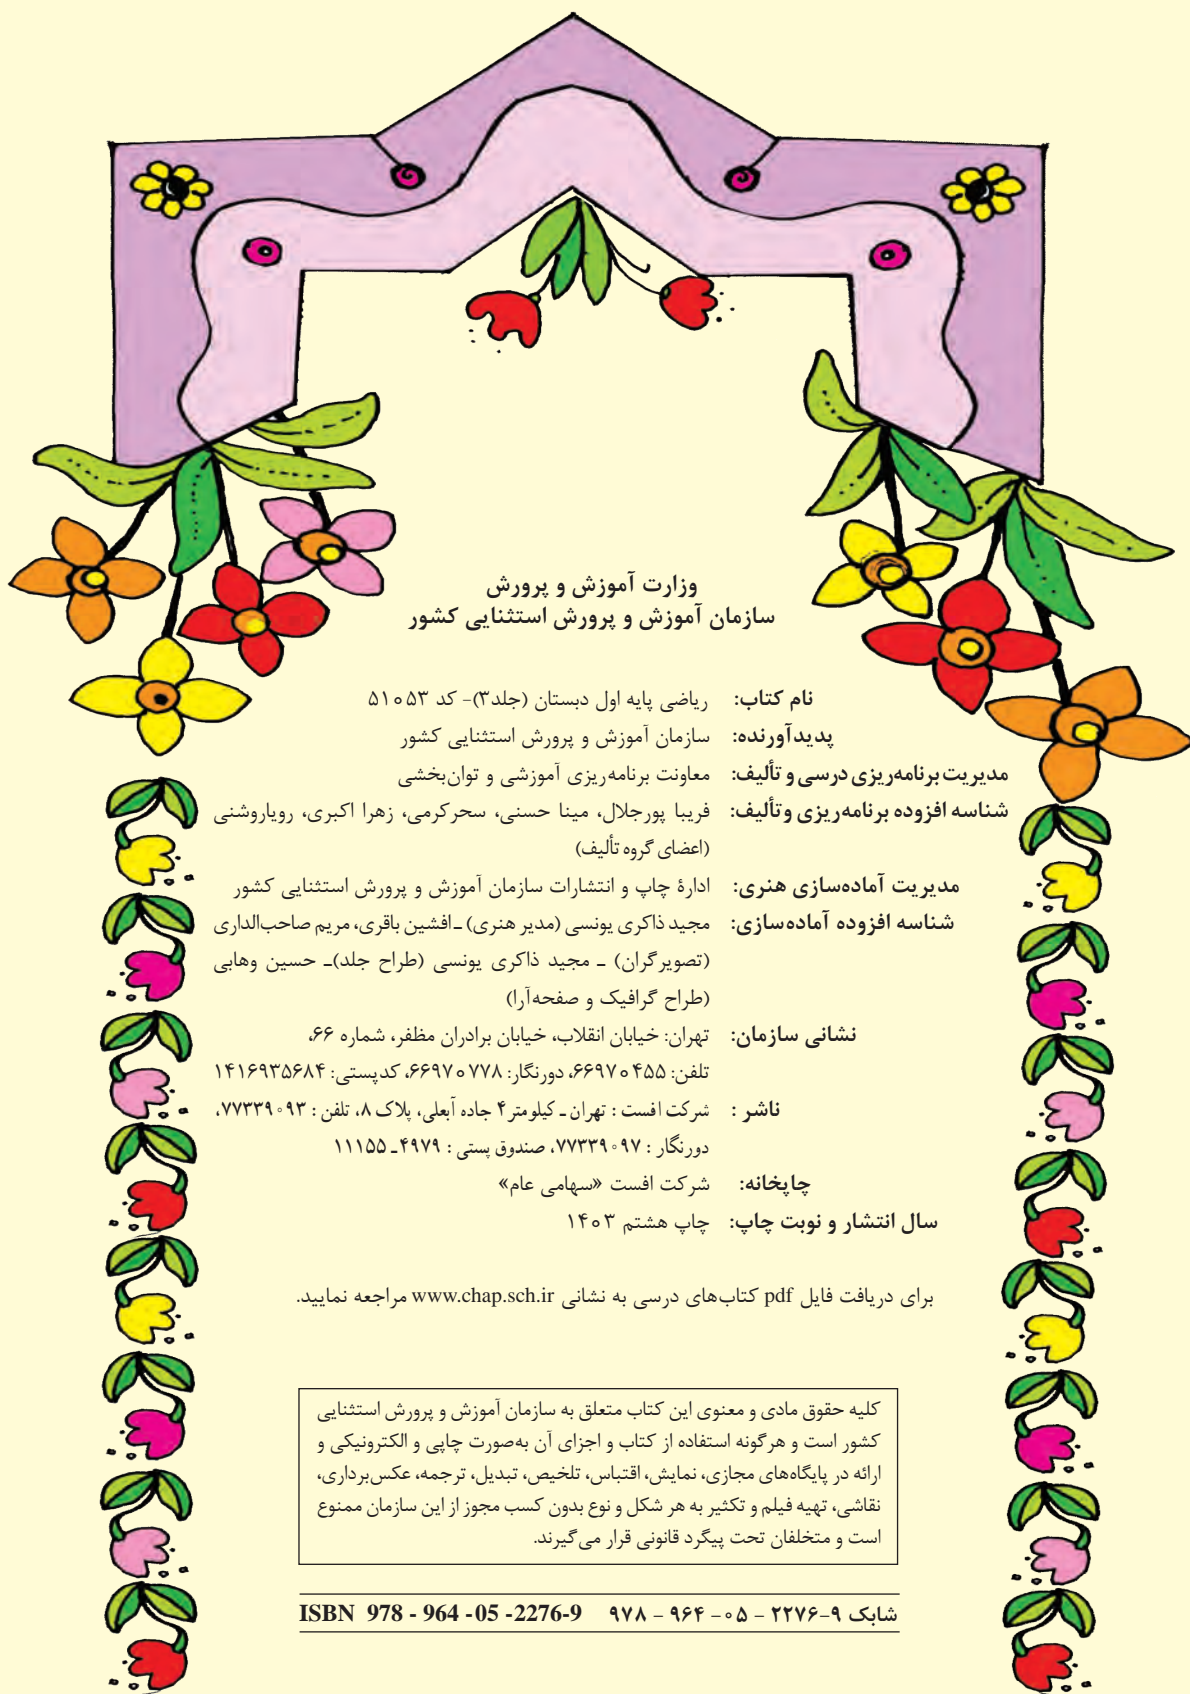 وزارت آموزش و پرورش
سازمان آموزش و پرورش استثنایی کشور
نام کتاب: ریاضی پایه اول دبستان (جلد۳)- کد ۵۱۰۵۳
پدیدآورنده: سازمان آموزش و پرورش استثنایی کشور
مدیریت برنامه‌ریزی درسی و تألیف: معاونت برنامه‌ریزی آموزشی و توان‌بخشی
شناسه افزوده برنامه‌ریزی و تألیف: فریبا پورجلال، مینا حسنی، سحرکرمی، زهرا اکبری، رویاروشنی
(اعضای گروه تألیف)
مدیریت آماده‌سازی هنری: ادارهٔ چاپ و انتشارات سازمان آموزش و پرورش استثنایی کشور
شناسه افزوده آماده‌سازی: مجید ذاکری یونسی (مدیر هنری) ـ افشین باقری، مریم صاحب‌الداری
(تصویرگران) ـ مجید ذاکری یونسی (طراح جلد)ـ حسین وهابی
(طراح گرافیک و صفحه‌آرا)
نشانی سازمان: تهران: خیابان انقلاب، خیابان برادران مظفر، شماره ۶۶،
تلفن: ۶۶۹۷۰۴۵۵، دورنگار: ۶۶۹۷۰۷۷۸، کدپستی: ۱۴۱۶۹۳۵۶۸۴
ناشر : شرکت افست : تهران ـ کیلومتر ۴ جاده آبعلی، پلاک ۸، تلفن : ۷۷۳۳۹۰۹۳،
دورنگار : ۷۷۳۳۹۰۹۷، صندوق پستی : ۴۹۷۹ ـ ۱۱۱۵۵
چاپخانه: شرکت افست «سهامی عام»
سال انتشار و نوبت چاپ: چاپ هشتم ۱۴۰۳
برای دریافت فایل pdf کتاب‌های درسی به نشانی www.chap.sch.ir مراجعه نمایید.
کلیه حقوق مادی و معنوی این کتاب متعلق به سازمان آموزش و پرورش استثنایی
کشور است و هرگونه استفاده از کتاب و اجزای آن به‌صورت چاپی و الکترونیکی و
ارائه در پایگاه‌های مجازی، نمایش، اقتباس، تلخیص، تبدیل، ترجمه، عکس‌برداری،
نقاشی، تهیه فیلم و تکثیر به هر شکل و نوع بدون کسب مجوز از این سازمان ممنوع
است و متخلفان تحت پیگرد قانونی قرار می‌گیرند.
شابک ۹-۲۲۷۶ - ۰۵ - ۹۶۴ - ۹۷۸ ISBN 978 - 964 -05 -2276-9